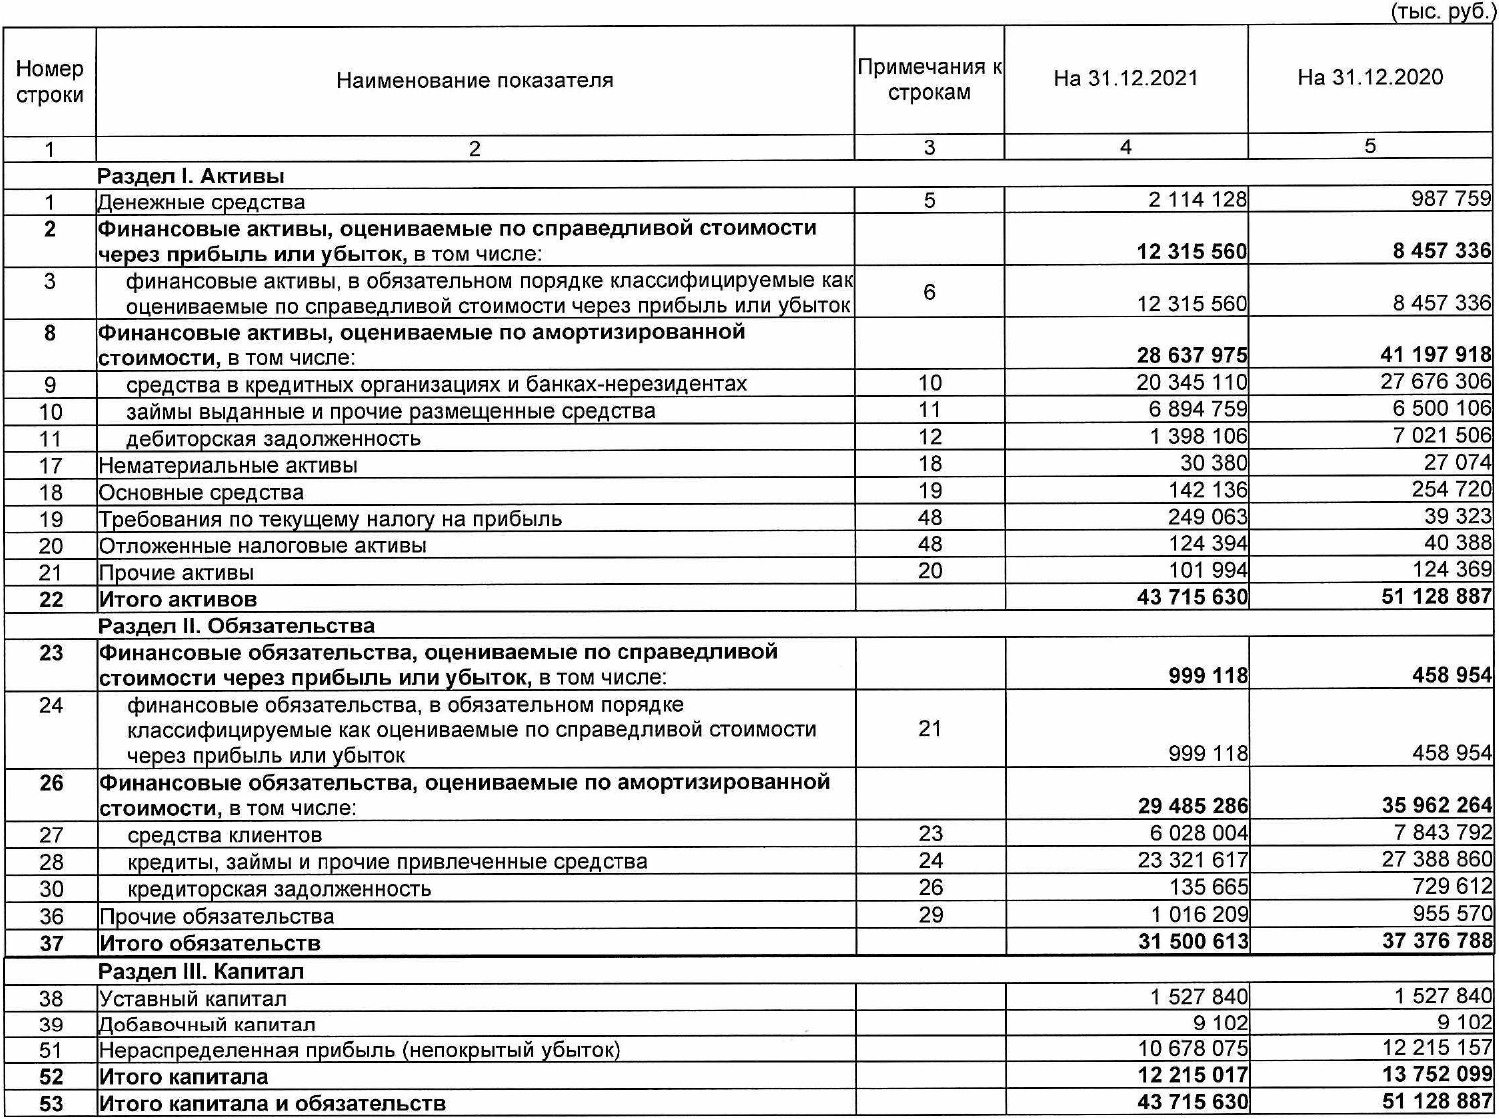 (тыс. руб.)
Номер строки Наименование показателя Примечания к строкам На 31.12.2021 На 31.12.2020
1 2 3 4 5
Раздел I. Активы
1 Денежные средства 5 2 114 128 987 759
2 Финансовые активы, оцениваемые по справедливой стоимости
через прибыль или убыток, в том числе: 12 315 560 8 457 336
3 финансовые активы, в обязательном порядке классифицируемые как
оцениваемые по справедливой стоимости через прибыль или убыток 6 12 315 560 8 457 336
8 Финансовые активы, оцениваемые по амортизированной
стоимости, в том числе: 28 637 975 41 197 918
9 средства в кредитных организациях и банках-нерезидентах 10 20 345 110 27 676 306
10 займы выданные и прочие размещенные средства 11 6 894 759 6 500 106
11 дебиторская задолженность 12 1 398 106 7 021 506
17 Нематериальные активы 18 30 380 27 074
18 Основные средства 19 142 136 254 720
19 Требования по текущему налогу на прибыль 48 249 063 39 323
20 Отложенные налоговые активы 48 124 394 40 388
21 Прочие активы 20 101 994 124 369
22 Итого активов 43 715 630 51 128 887
Раздел II. Обязательства
23 Финансовые обязательства, оцениваемые по справедливой
стоимости через прибыль или убыток, в том числе: 999 118 458 954
24 финансовые обязательства, в обязательном порядке
классифицируемые как оцениваемые по справедливой стоимости 21
через прибыль или убыток 999 118 458 954
26 Финансовые обязательства, оцениваемые по амортизированной
стоимости, в том числе: 29 485 286 35 962 264
27 средства клиентов 23 6 028 004 7 843 792
28 кредиты, займы и прочие привлеченные средства 24 23 321 617 27 388 860
30 кредиторская задолженность 26 135 665 729 612
36 Прочие обязательства 29 1 016 209 955 570
37 Итого обязательств 31 500 613 37 376 788
Раздел III. Капитал
38 Уставный капитал 1 527 840 1 527 840
39 Добавочный капитал 9 102 9 102
51 Нераспределенная прибыль (непокрытый убыток) 10 678 075 12 215 157
52 Итого капитала 12 215 017 13 752 099
53 Итого капитала и обязательств 43 715 630 51 128 887